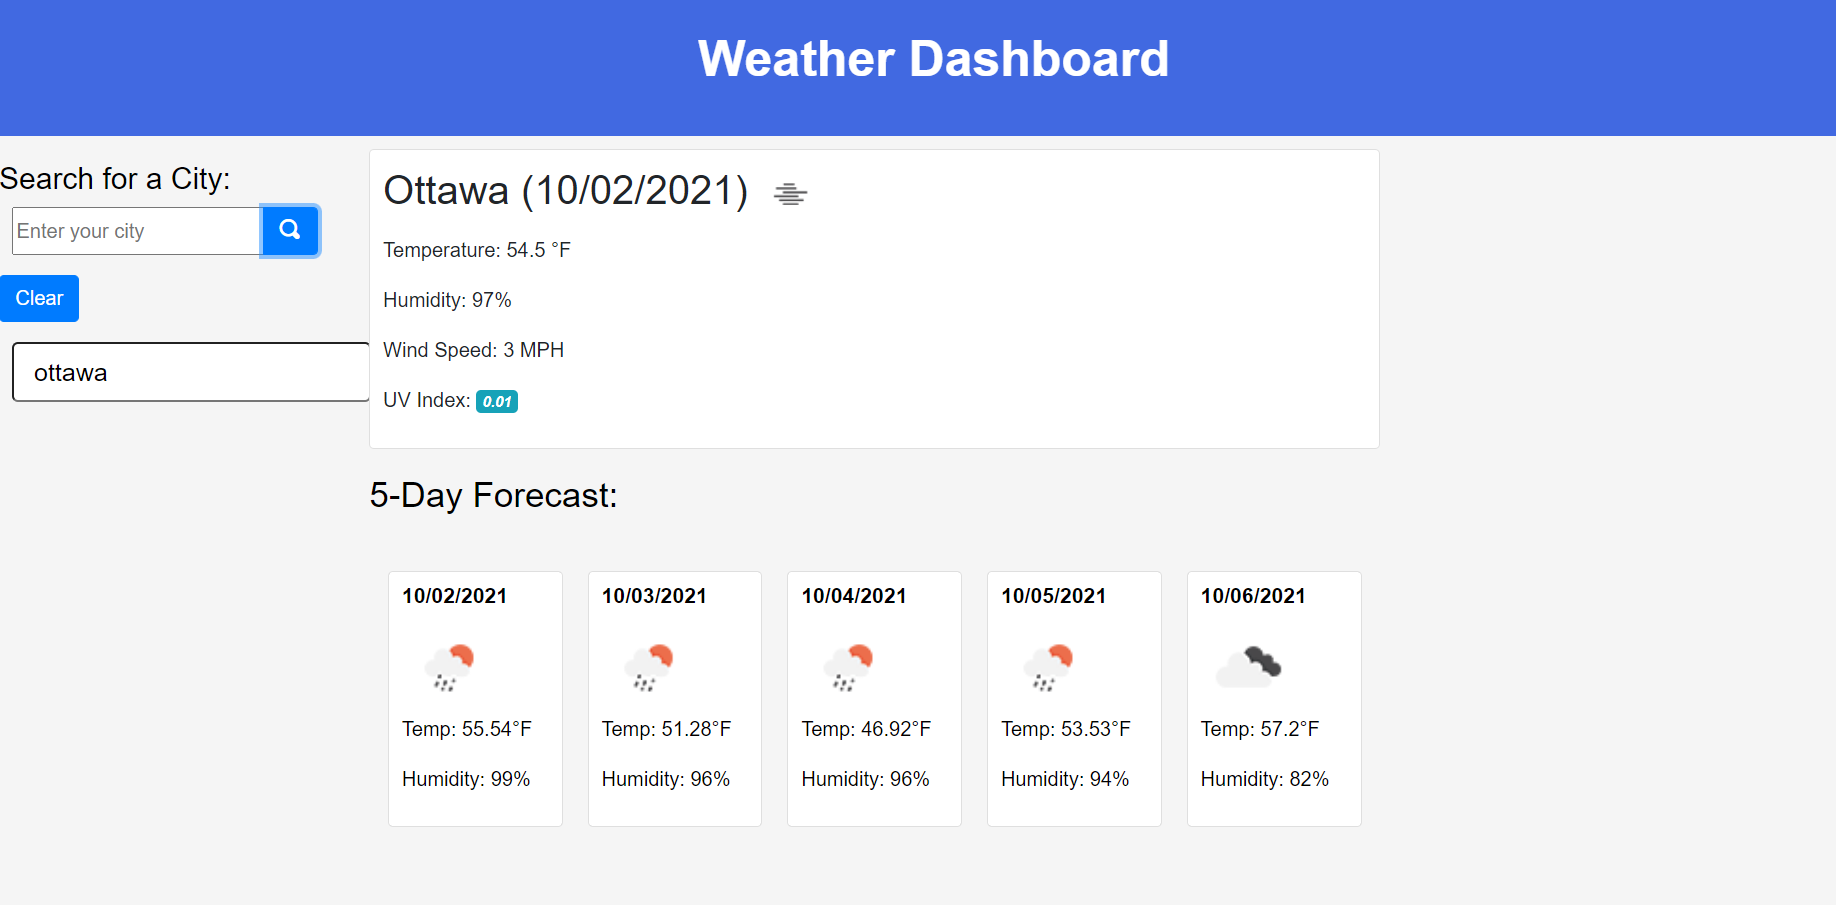 Weather Dashboard
Search for a City:
Enter your city
Clear
ottawa
Ottawa (10/02/2021)
Temperature: 54.5 °F
Humidity: 97%
Wind Speed: 3 MPH
UV Index: 0.01
5-Day Forecast:
10/02/2021
Temp: 55.54°F
Humidity: 99%
10/03/2021
Temp: 51.28°F
Humidity: 96%
10/04/2021
Temp: 46.92°F
Humidity: 96%
10/05/2021
Temp: 53.53°F
Humidity: 94%
10/06/2021
Temp: 57.2°F
Humidity: 82%